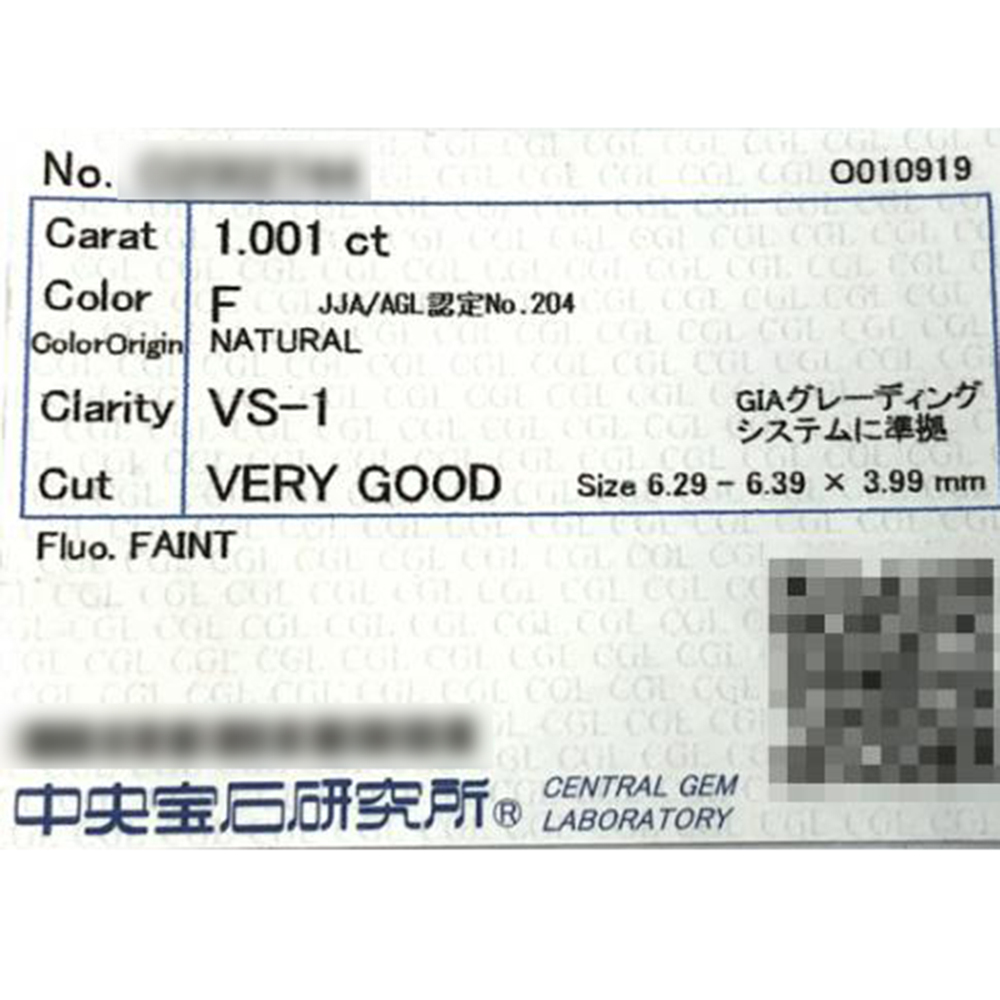 No. O010919
Carat 1.001 ct
Color F JJA/AGL認定No.204
ColorOrigin NATURAL
Clarity VS-1 GIAグレーディング
システムに準拠
Cut VERY GOOD Size 6.29 - 6.39 × 3.99 mm
Fluo. FAINT
中央宝石研究所® CENTRAL GEM
LABORATORY